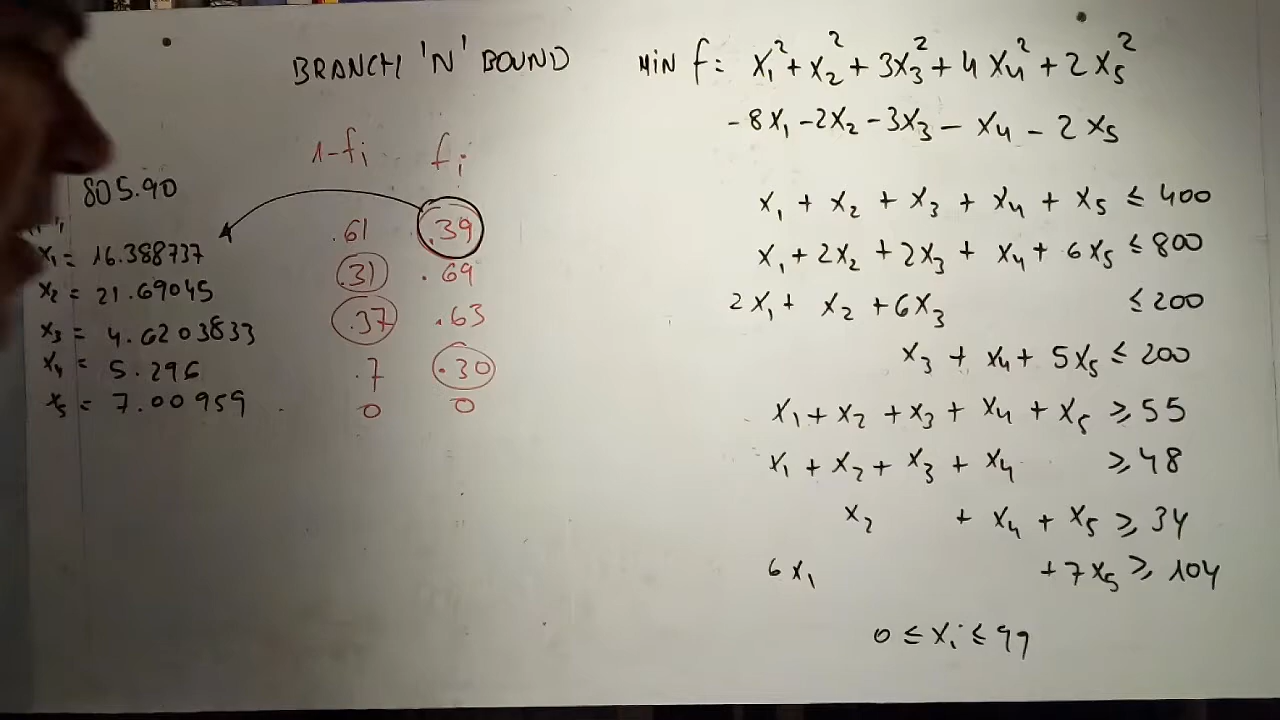 BRANCH 'N' BOUND
MIN f = x₁² + x₂² + 3x₃² + 4x₄² + 2x₅²
-8x₁ - 2x₂ - 3x₃ - x₄ - 2x₅
1-fᵢ fᵢ
805.90
x₁ = 16.388737 .61 .39
x₂ = 21.69045 .31 .69
x₃ = 4.6203833 .37 .63
x₄ = 5.296 .7 .30
x₅ = 7.00959 0 0
x₁ + x₂ + x₃ + x₄ + x₅ ≤ 400
x₁ + 2x₂ + 2x₃ + x₄ + 6x₅ ≤ 800
2x₁ + x₂ + 6x₃ ≤ 200
x₃ + x₄ + 5x₅ ≤ 200
x₁ + x₂ + x₃ + x₄ + x₅ ≥ 55
x₁ + x₂ + x₃ + x₄ ≥ 48
x₂ + x₄ + x₅ ≥ 34
6x₁ + 7x₅ ≥ 104
0 ≤ xᵢ ≤ 99